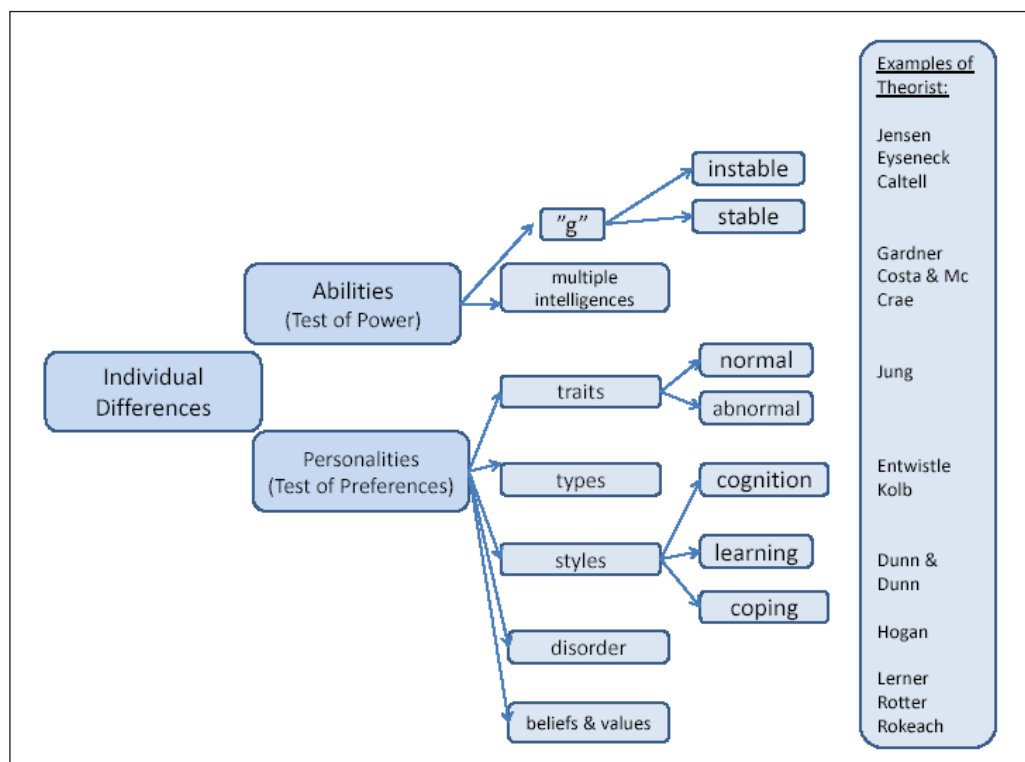 Individual
Differences
Abilities
(Test of Power)
"g"
instable
stable
multiple
intelligences
Personalities
(Test of Preferences)
traits
normal
abnormal
types
styles
cognition
learning
coping
disorder
beliefs & values
Examples of
Theorist:
Jensen
Eyseneck
Caltell
Gardner
Costa & Mc
Crae
Jung
Entwistle
Kolb
Dunn &
Dunn
Hogan
Lerner
Rotter
Rokeach